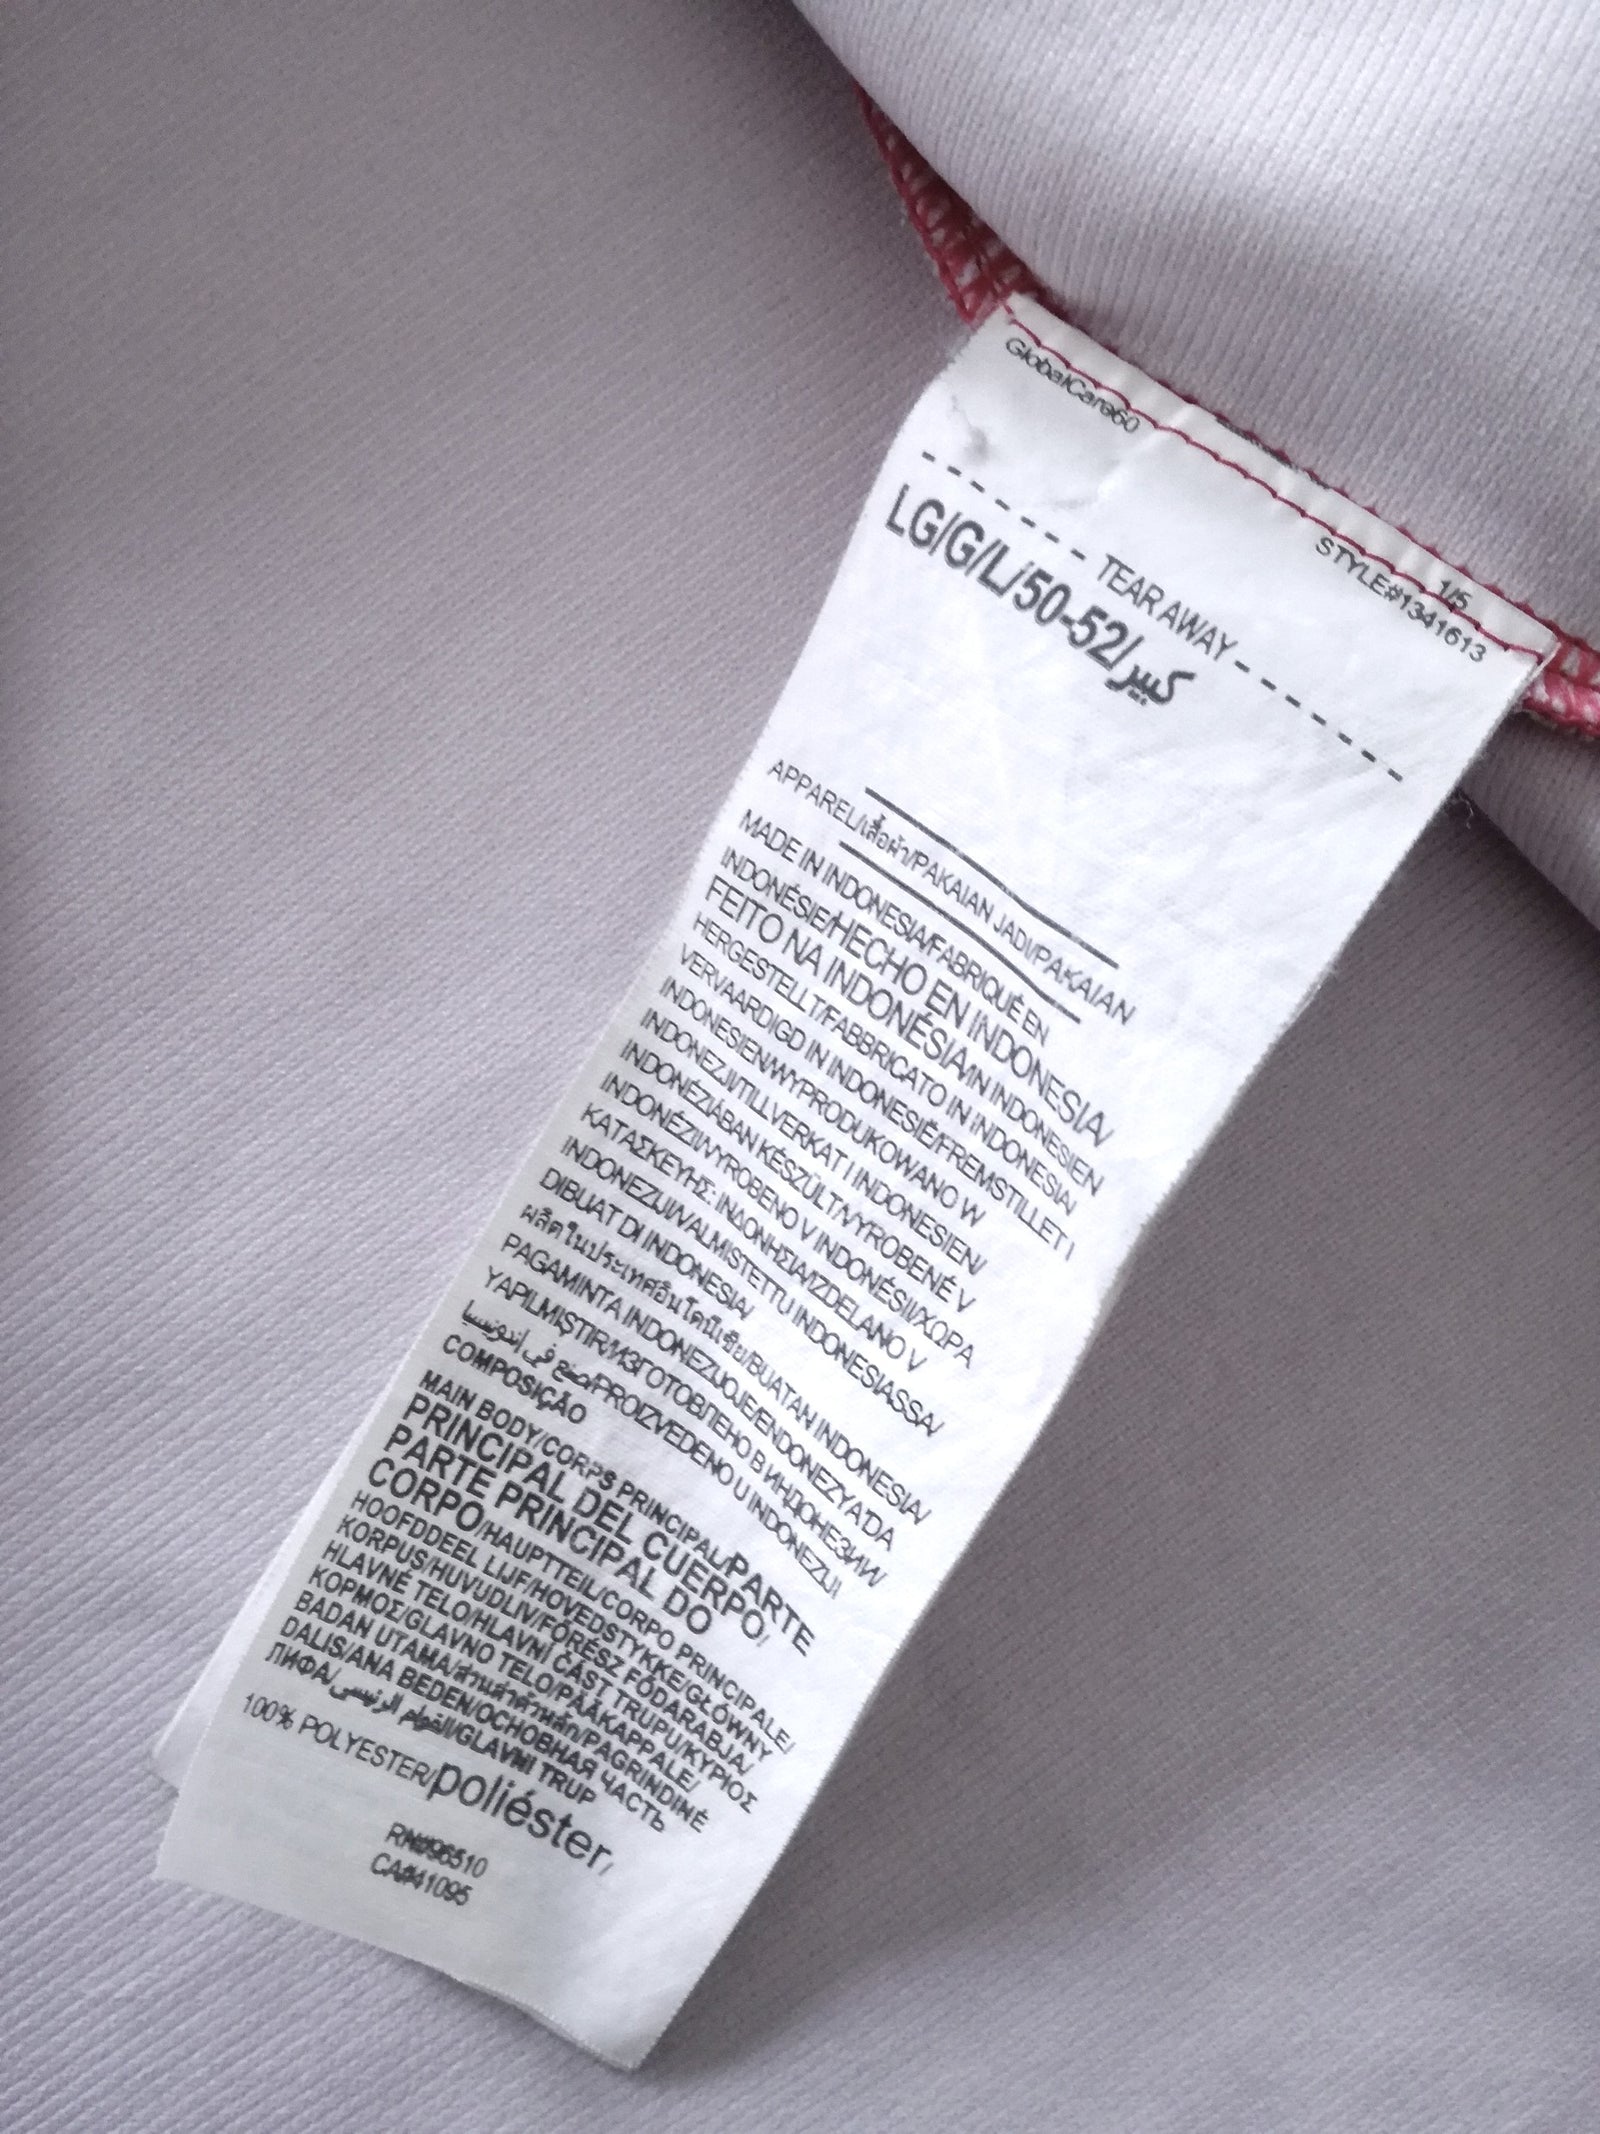 GlobalCare60
1/5
STYLE#1341613
TEAR AWAY
LG/G/L/50-52/كبير
APPAREL/เสื้อผ้า/PAKAIAN JADI/PAKAIAN
MADE IN INDONESIA/FABRIQUÉ EN
INDONÉSIE/HECHO EN INDONESIA/
FEITO NA INDONÉSIA/IN INDONESIEN
HERGESTELLT/FABBRICATO IN INDONESIA/
VERVAARDIGD IN INDONESIË/FREMSTILLET I
INDONESIEN/WYPRODUKOWANO W
INDONEZJI/TILLVERKAT I INDONESIEN/
INDONÉZIÁBAN KÉSZÜLT/VYROBENÉ V
INDONÉZII/VYROBENO V INDONÉSII/ΧΩΡΑ
ΚΑΤΑΣΚΕΥΗΣ: ΙΝΔΟΝΗΣΙΑ/IZDELANO V
INDONEZIJI/VALMISTETTU INDONESIASSA/
DIBUAT DI INDONESIA/
ผลิตในประเทศอินโดนีเซีย/BUATAN INDONESIA/
PAGAMINTA INDONEZIJOJE/ENDONEZYA'DA
YAPILMIŞTIR/ИЗГОТОВЛЕНО В ИНДОНЕЗИИ/
صنع في اندونيسيا/PROIZVEDENO U INDONEZIJI
COMPOSIÇÃO
MAIN BODY/CORPS PRINCIPAL/PARTE
PRINCIPAL DEL CUERPO/
PARTE PRINCIPAL DO
CORPO/HAUPTTEIL/CORPO PRINCIPALE/
HOOFDDEEL LIJF/HOVEDSTYKKE/GŁÓWNY
KORPUS/HUVUDLIV/FŐRÉSZ FŐDARABJA/
HLAVNÉ TELO/HLAVNÍ ČÁST TRUPU/ΚΥΡΙΟΣ
ΚΟΡΜΟΣ/GLAVNO TELO/PÄÄKAPPALE/
BADAN UTAMA/ส่วนลำตัวหลัก/PAGRINDINĖ
DALIS/ANA BEDEN/ОСНОВНАЯ ЧАСТЬ
ЛИФА/القوام الرئيسي/GLAVNI TRUP
100% POLYESTER/poliéster/
RN#96510
CA#41095